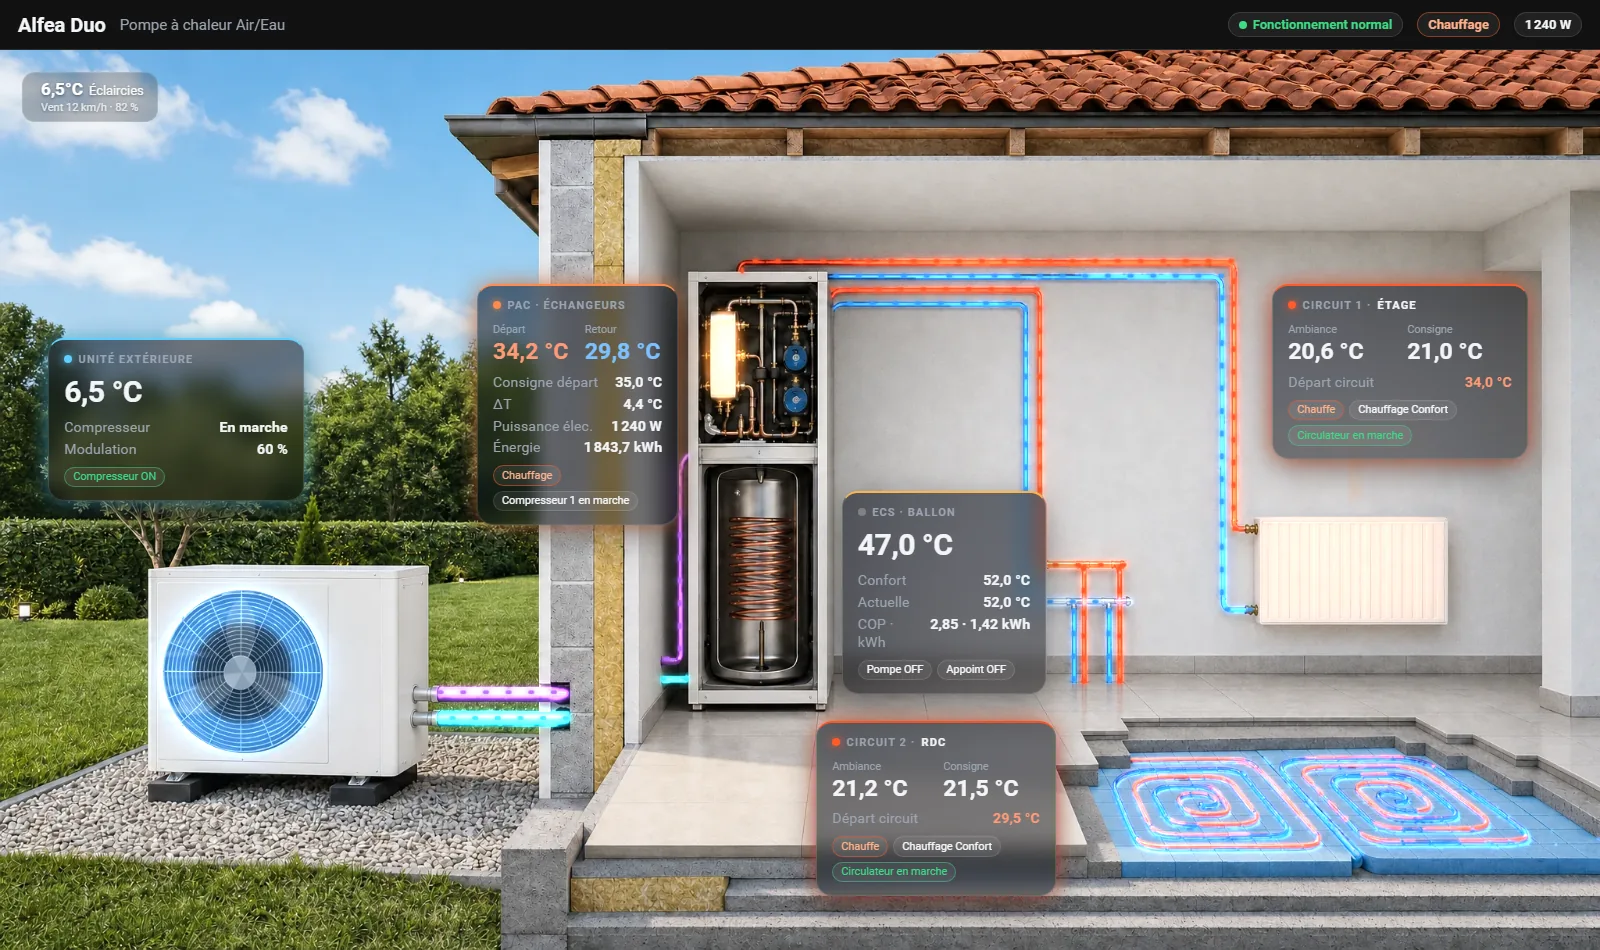 Alfea Duo Pompe à chaleur Air/Eau
Fonctionnement normal
Chauffage
1 240 W
6,5°C Éclaircies
Vent 12 km/h · 82 %
UNITÉ EXTÉRIEURE
6,5 °C
Compresseur En marche
Modulation 60 %
Compresseur ON
PAC · ÉCHANGEURS
Départ Retour
34,2 °C 29,8 °C
Consigne départ 35,0 °C
ΔT 4,4 °C
Puissance élec. 1 240 W
Énergie 1 843,7 kWh
Chauffage
Compresseur 1 en marche
CIRCUIT 1 · ÉTAGE
Ambiance Consigne
20,6 °C 21,0 °C
Départ circuit 34,0 °C
Chauffe Chauffage Confort
Circulateur en marche
ECS · BALLON
47,0 °C
Confort 52,0 °C
Actuelle 52,0 °C
COP · 2,85 · 1,42 kWh
kWh
Pompe OFF Appoint OFF
CIRCUIT 2 · RDC
Ambiance Consigne
21,2 °C 21,5 °C
Départ circuit 29,5 °C
Chauffe Chauffage Confort
Circulateur en marche